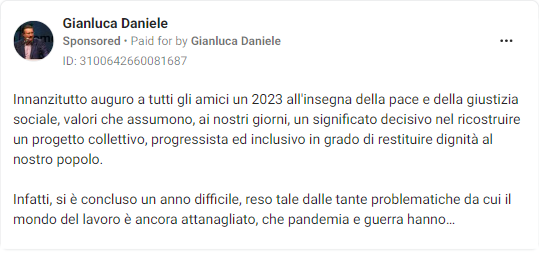 Gianluca Daniele
Sponsored • Paid for by Gianluca Daniele
ID: 3100642660081687
Innanzitutto auguro a tutti gli amici un 2023 all'insegna della pace e della giustizia
sociale, valori che assumono, ai nostri giorni, un significato decisivo nel ricostruire
un progetto collettivo, progressista ed inclusivo in grado di restituire dignità al
nostro popolo.
Infatti, si è concluso un anno difficile, reso tale dalle tante problematiche da cui il
mondo del lavoro è ancora attanagliato, che pandemia e guerra hanno...